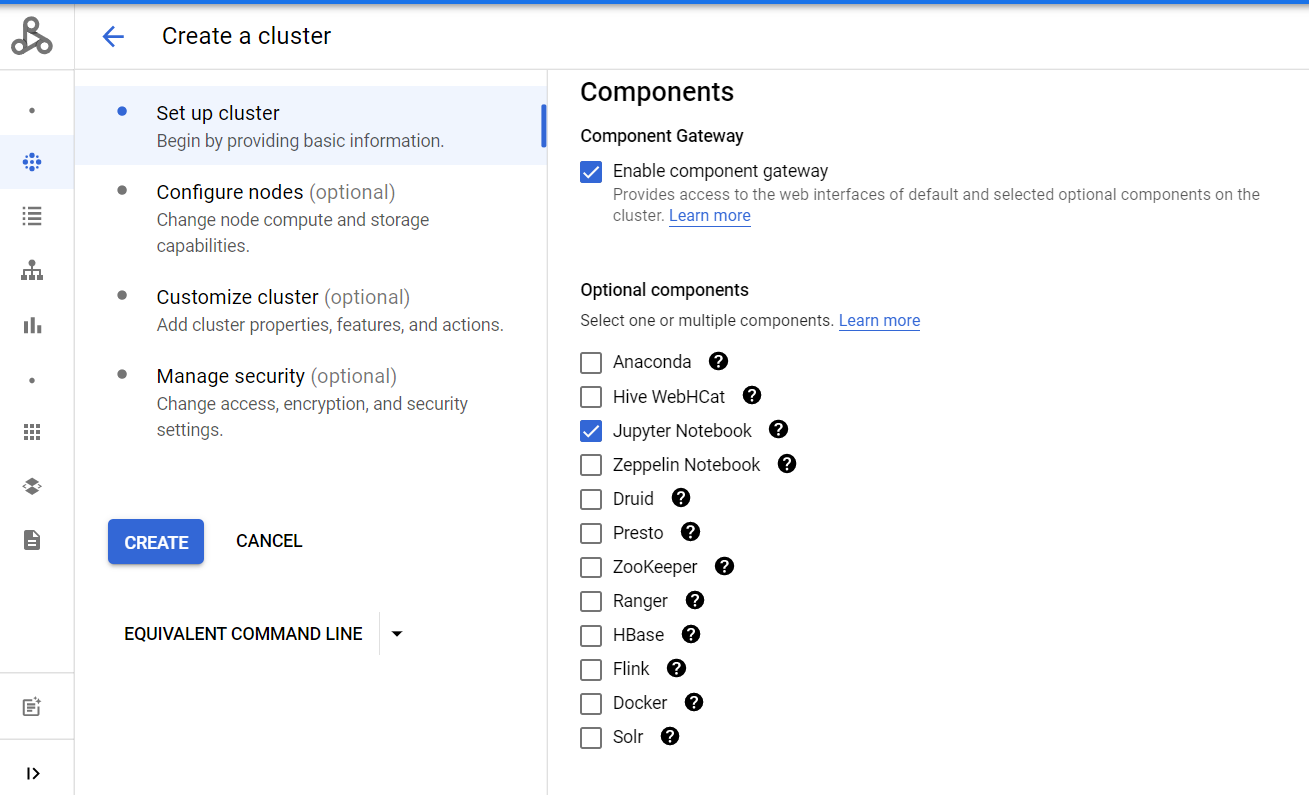 Create a cluster
Set up cluster
Begin by providing basic information.
Configure nodes (optional)
Change node compute and storage
capabilities.
Customize cluster (optional)
Add cluster properties, features, and actions.
Manage security (optional)
Change access, encryption, and security
settings.
CREATE
CANCEL
EQUIVALENT COMMAND LINE
Components
Component Gateway
Enable component gateway
Provides access to the web interfaces of default and selected optional components on the
cluster. Learn more
Optional components
Select one or multiple components. Learn more
Anaconda
Hive WebHCat
Jupyter Notebook
Zeppelin Notebook
Druid
Presto
ZooKeeper
Ranger
HBase
Flink
Docker
Solr